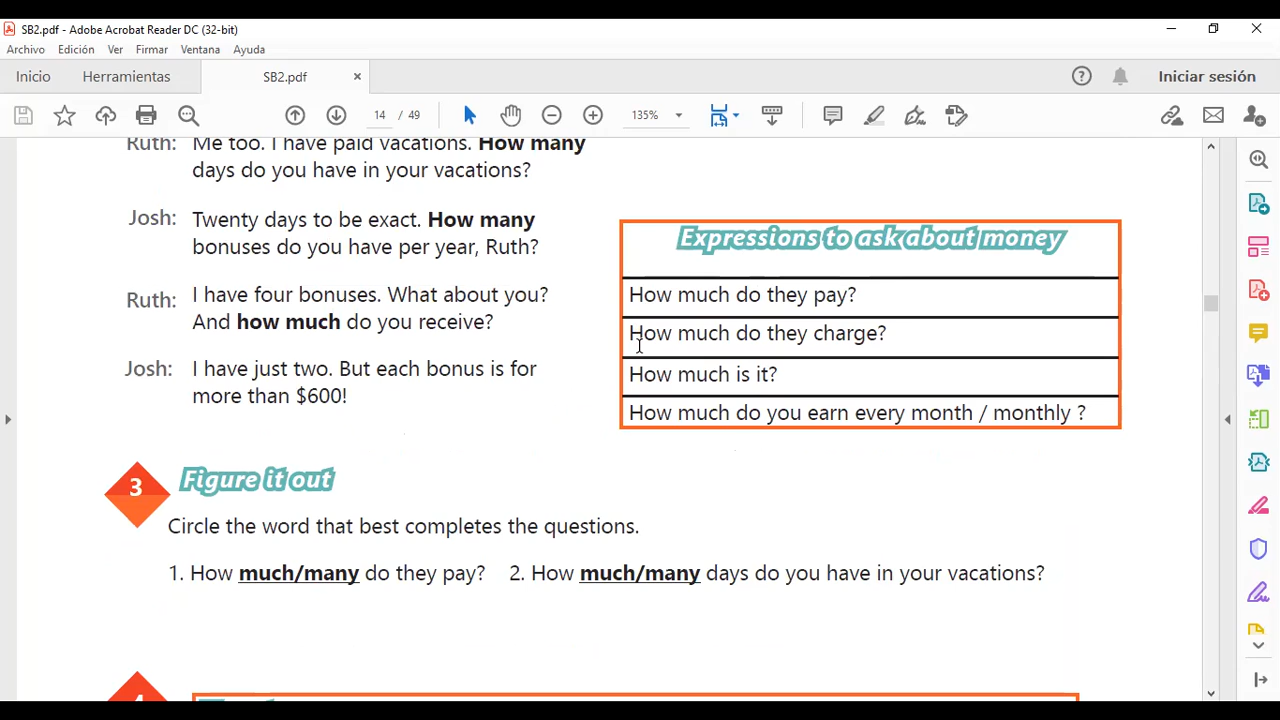 SB2.pdf - Adobe Acrobat Reader DC (32-bit)
Archivo Edición Ver Firmar Ventana Ayuda
Inicio Herramientas SB2.pdf × Iniciar sesión
14 / 49 135%
Ruth: Me too. I have paid vacations. How many
days do you have in your vacations?
Josh: Twenty days to be exact. How many
bonuses do you have per year, Ruth?
Ruth: I have four bonuses. What about you?
And how much do you receive?
Josh: I have just two. But each bonus is for
more than $600!
Expressions to ask about money
How much do they pay?
How much do they charge?
How much is it?
How much do you earn every month / monthly ?
3 Figure it out
Circle the word that best completes the questions.
1. How much/many do they pay? 2. How much/many days do you have in your vacations?